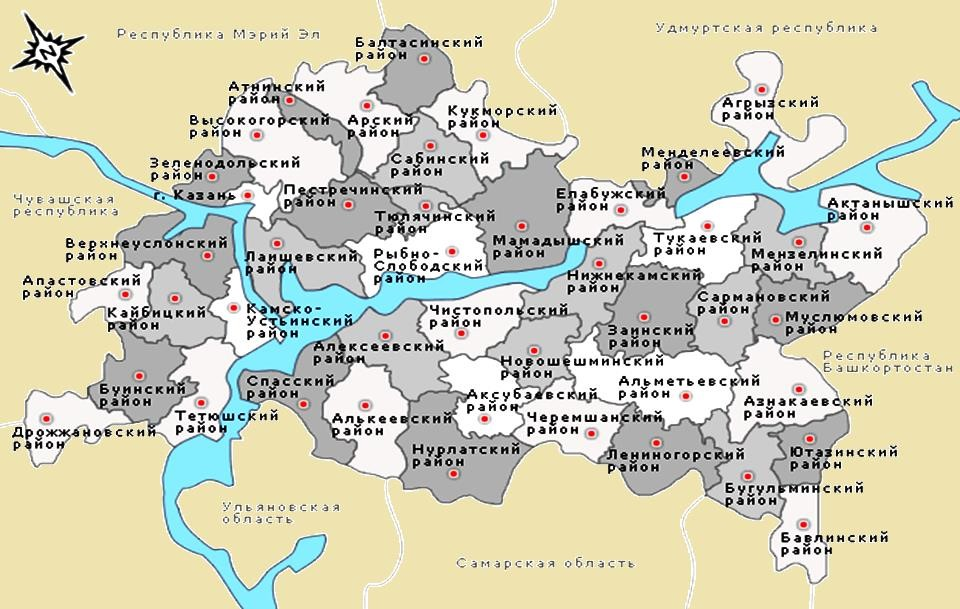 N
Республика Мэрий Эл
Удмуртская республика
Балтасинский
район
Атнинский
район
Агрызский
район
Высокогорский
район
Арский
район
Кукморский
район
Зеленодольский
район
Сабинский
район
Менделеевский
район
г. Казань
Пестречинский
район
Елабужский
район
Чувашская
республика
Тюлячинский
район
Актанышский
район
Верхнеуслонский
район
Лаишевский
район
Рыбно-
Слободский
район
Мамадышский
район
Тукаевский
район
Мензелинский
район
Апастовский
район
Нижнекамский
район
Кайбицкий
район
Камско-
Устьинский
район
Чистопольский
район
Сармановский
район
Муслюмовский
район
Заинский
район
Алексеевский
район
Новошешминский
район
Республика
Башкортостан
Буинский
район
Спасский
район
Аксубаевский
район
Альметьевский
район
Азнакаевский
район
Тетюшский
район
Алькеевский
район
Черемшанский
район
Дрожжановский
район
Нурлатский
район
Лениногорский
район
Ютазинский
район
Бугульминский
район
Ульяновская
область
Бавлинский
район
Самарская область